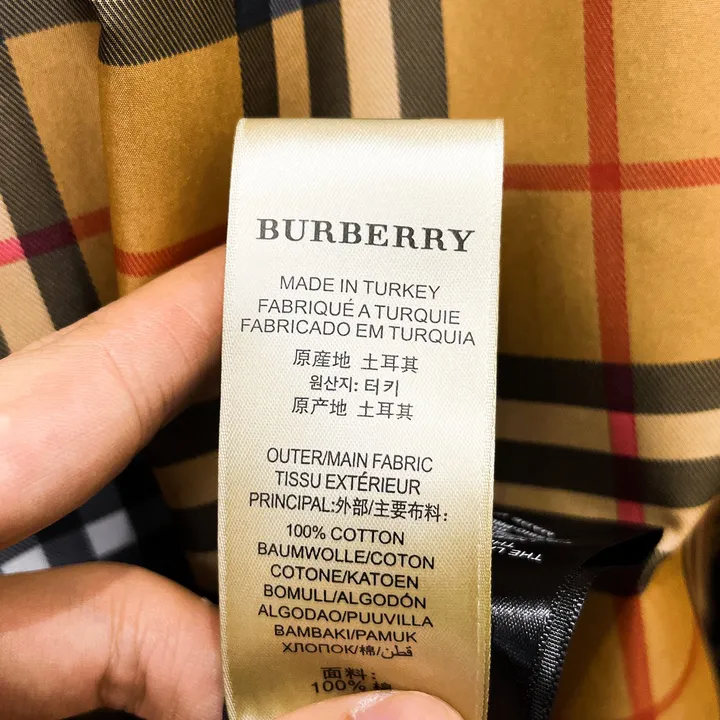 BURBERRY
MADE IN TURKEY
FABRIQUÉ A TURQUIE
FABRICADO EM TURQUIA
原產地 土耳其
원산지: 터키
原产地 土耳其
OUTER/MAIN FABRIC
TISSU EXTÉRIEUR
PRINCIPAL:外部/主要布料:
100% COTTON
BAUMWOLLE/COTON
COTONE/KATOEN
BOMULL/ALGODÓN
ALGODAO/PUUVILLA
BAMBAKI/PAMUK
ХЛОПОК/棉/قطن
面料:
100% 棉
THE